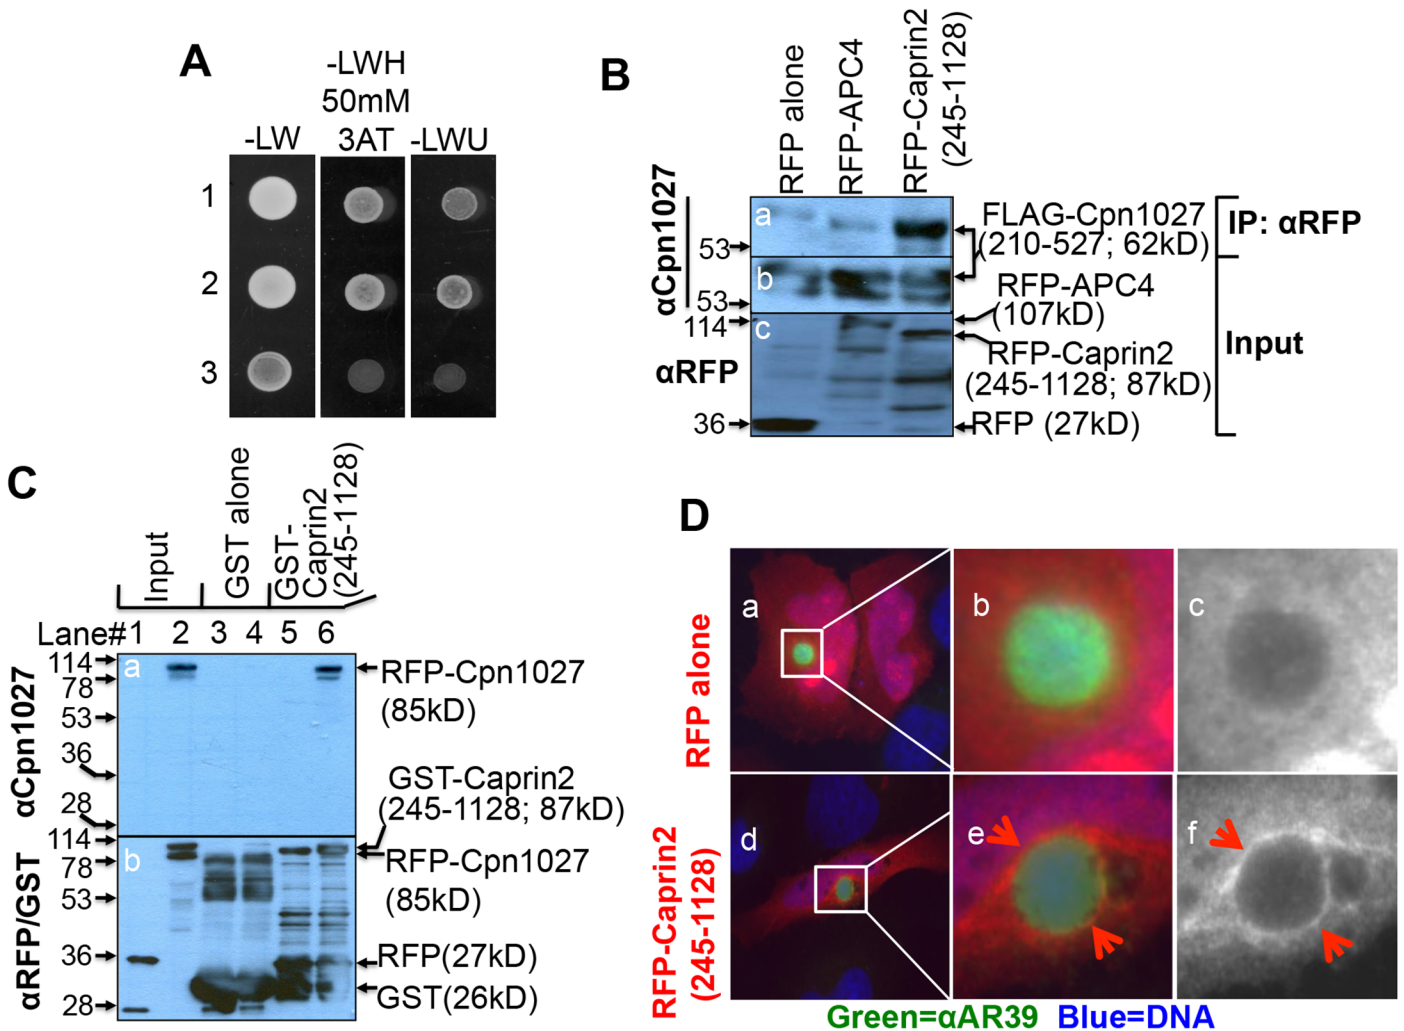 A
-LWH
50mM
-LW
3AT
-LWU
1
2
3
B
RFP alone
RFP-APC4
RFP-Caprin2
(245-1128)
αCpn1027
a
53
b
53
114
c
αRFP
36
FLAG-Cpn1027
(210-527; 62kD)
RFP-APC4
(107kD)
RFP-Caprin2
(245-1128; 87kD)
RFP (27kD)
IP: αRFP
Input
C
Input
GST alone
GST-
Caprin2
(245-1128)
Lane#1 2 3 4 5 6
αCpn1027
114
78
53
36
28
a
RFP-Cpn1027
(85kD)
GST-Caprin2
(245-1128; 87kD)
αRFP/GST
114
78
53
36
28
b
RFP-Cpn1027
(85kD)
RFP(27kD)
GST(26kD)
D
RFP alone
a
b
c
RFP-Caprin2
(245-1128)
d
e
f
Green=αAR39 Blue=DNA